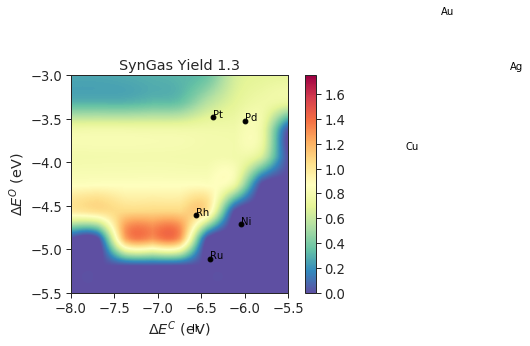 Au
SynGas Yield 1.3
Ag
−3.0
−3.5
−4.0
−4.5
−5.0
−5.5
ΔE^O (eV)
Pt
Pd
Cu
Rh
Ni
Ru
1.6
1.4
1.2
1.0
0.8
0.6
0.4
0.2
0.0
−8.0 −7.5 −7.0 −6.5 −6.0 −5.5
ΔE^C (eV)
Ir